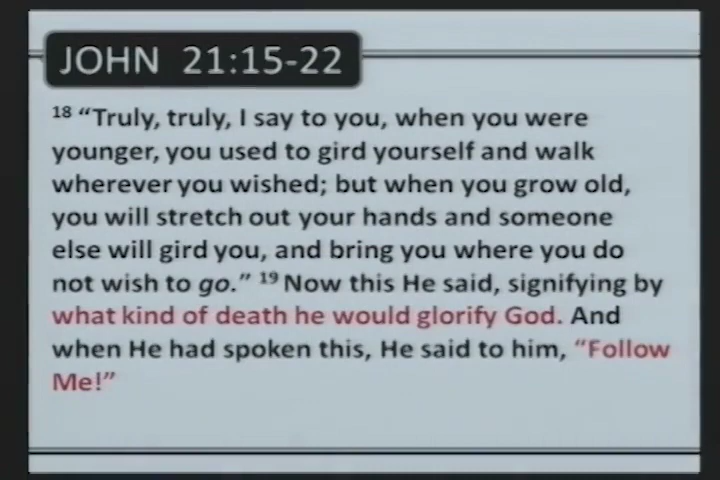 JOHN 21:15-22
18 “Truly, truly, I say to you, when you were
younger, you used to gird yourself and walk
wherever you wished; but when you grow old,
you will stretch out your hands and someone
else will gird you, and bring you where you do
not wish to go.” 19 Now this He said, signifying by
what kind of death he would glorify God. And
when He had spoken this, He said to him, “Follow
Me!”